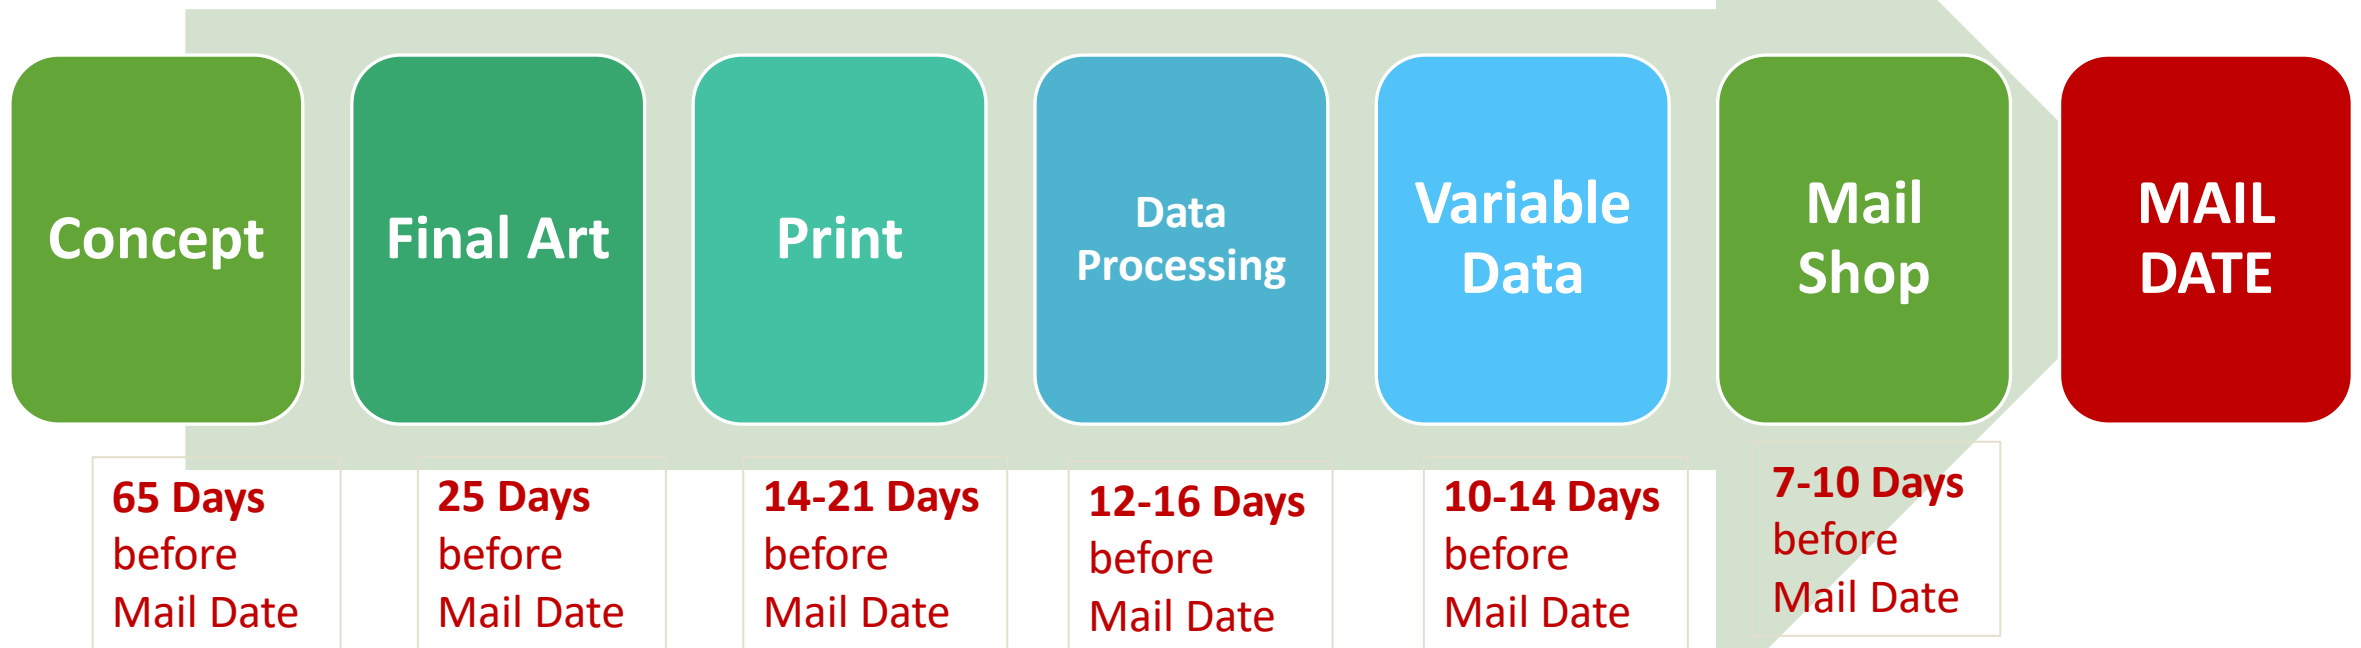 Concept
Final Art
Print
Data
Processing
Variable
Data
Mail
Shop
MAIL
DATE
65 Days
before
Mail Date
25 Days
before
Mail Date
14-21 Days
before
Mail Date
12-16 Days
before
Mail Date
10-14 Days
before
Mail Date
7-10 Days
before
Mail Date